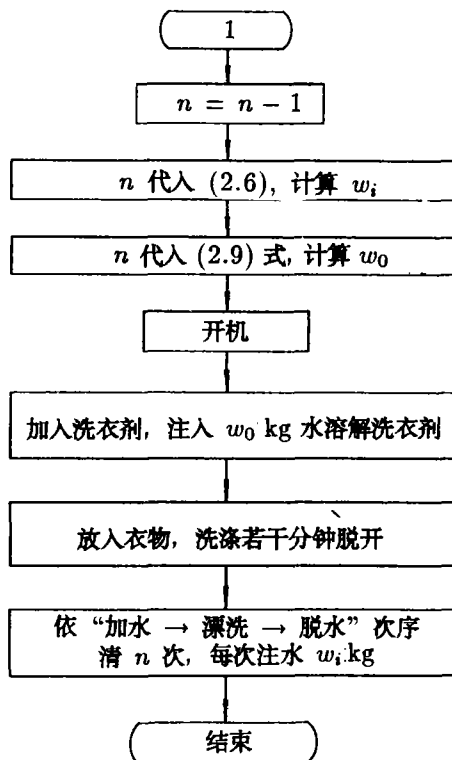 1
n = n − 1
n 代入 (2.6), 计算 wᵢ
n 代入 (2.9) 式, 计算 w₀
开机
加入洗衣剂, 注入 w₀ kg 水溶解洗衣剂
放入衣物, 洗涤若干分钟脱开
依 “加水 → 漂洗 → 脱水” 次序
清 n 次, 每次注水 wᵢ kg
结束